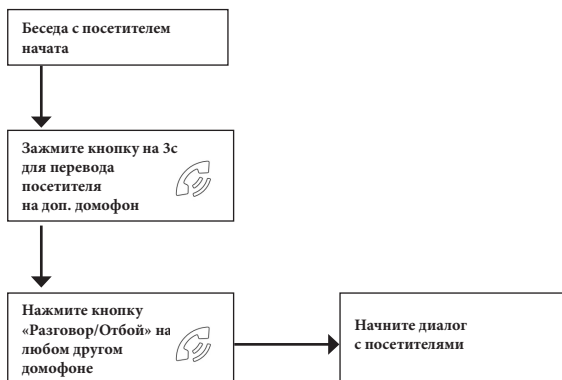 Беседа с посетителем
начата
Зажмите кнопку на 3с
для перевода
посетителя
на доп. домофон
Нажмите кнопку
«Разговор/Отбой» на
любом другом
домофоне
Начните диалог
с посетителями